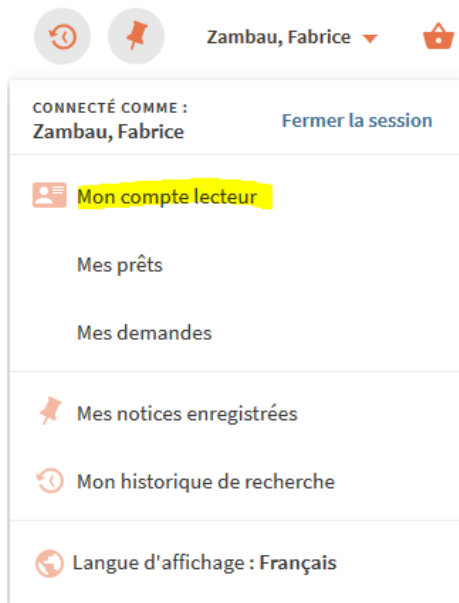 Zambau, Fabrice
CONNECTÉ COMME :
Zambau, Fabrice
Fermer la session
Mon compte lecteur
Mes prêts
Mes demandes
Mes notices enregistrées
Mon historique de recherche
Langue d'affichage : Français